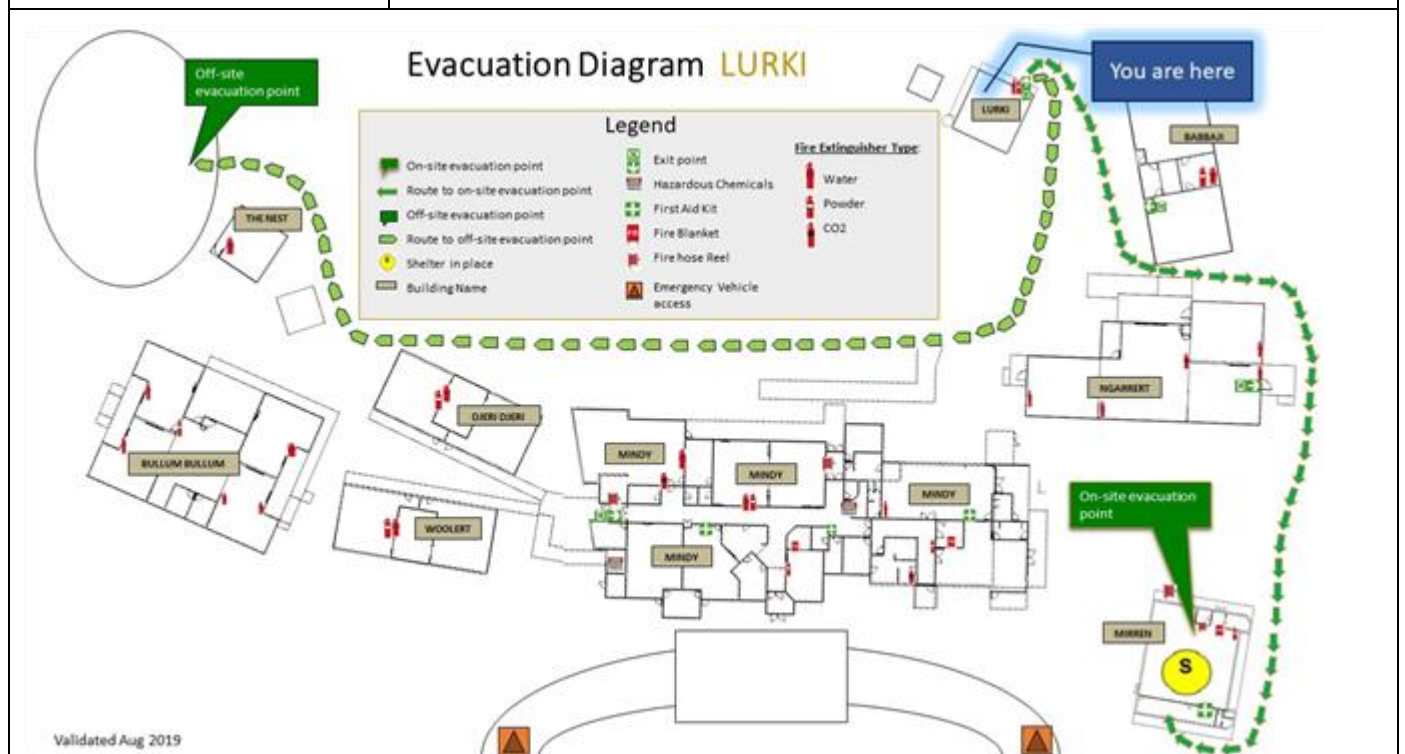 Evacuation Diagram LURKI
Off-site
evacuation point
You are here
LURKI
BABBAJI
Legend
On-site evacuation point
Route to on-site evacuation point
Off-site evacuation point
Route to off-site evacuation point
S
Shelter in place
Building Name
Exit point
Hazardous Chemicals
First Aid Kit
FB
Fire Blanket
Fire hose Reel
Emergency Vehicle
access
Fire Extinguisher Type:
Water
Powder
CO2
THE NEST
NGARRERT
DJERI DJERI
BULLUM BULLUM
MINDY
MINDY
MINDY
WOOLERT
MINDY
On-site evacuation
point
MIRREN
S
Validated Aug 2019